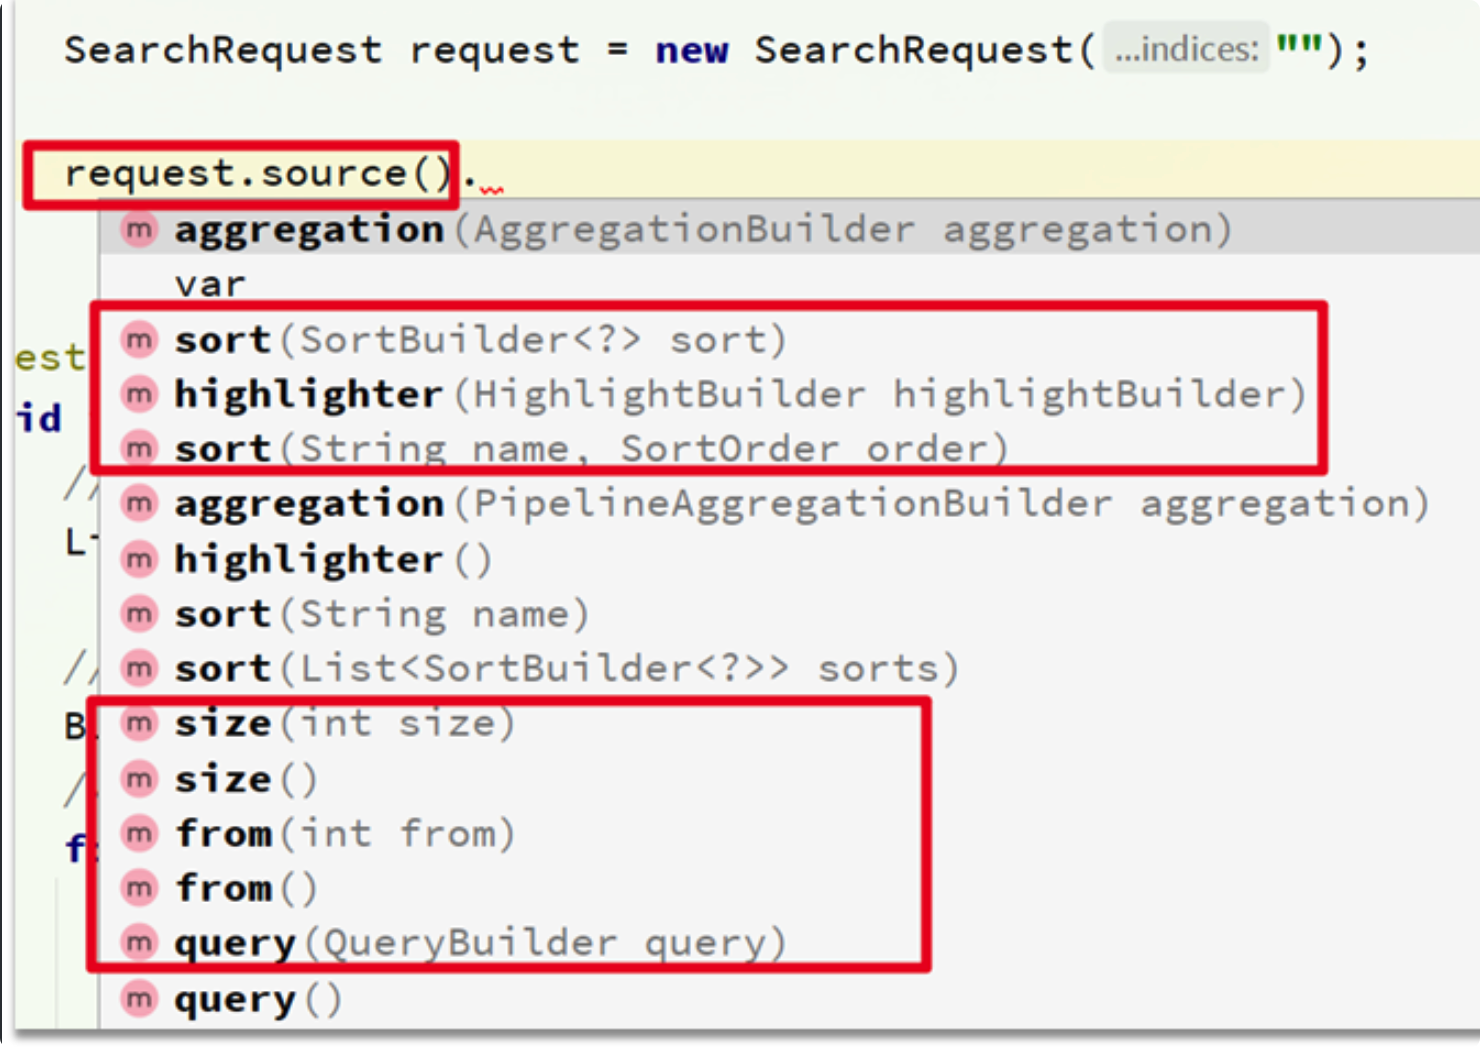 SearchRequest request = new SearchRequest( ...indices: "");
request.source().
m aggregation(AggregationBuilder aggregation)
var
m sort(SortBuilder<?> sort)
est
m highlighter(HighlightBuilder highlightBuilder)
id
m sort(String name, SortOrder order)
//
m aggregation(PipelineAggregationBuilder aggregation)
m highlighter()
m sort(String name)
//
m sort(List<SortBuilder<?>> sorts)
m size(int size)
m size()
m from(int from)
m from()
m query(QueryBuilder query)
m query()